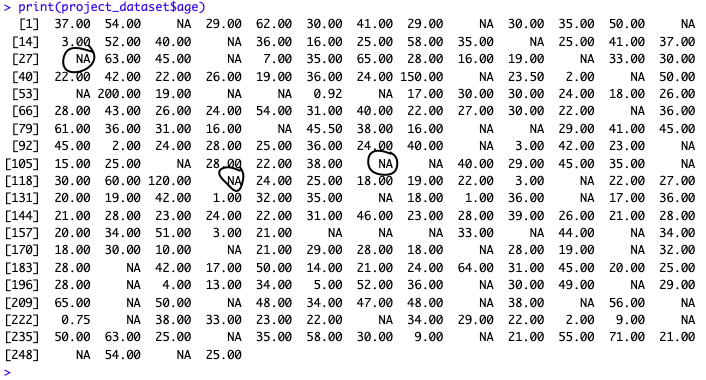 > print(project_dataset$age)
[1] 37.00 54.00 NA 29.00 62.00 30.00 41.00 29.00 NA 30.00 35.00 50.00 NA
[14] 3.00 52.00 40.00 NA 36.00 16.00 25.00 58.00 35.00 NA 25.00 41.00 37.00
[27] NA 63.00 45.00 NA 7.00 35.00 65.00 28.00 16.00 19.00 NA 33.00 30.00
[40] 22.00 42.00 22.00 26.00 19.00 36.00 24.00 150.00 NA 23.50 2.00 NA 50.00
[53] NA 200.00 19.00 NA NA 0.92 NA 17.00 30.00 30.00 24.00 18.00 26.00
[66] 28.00 43.00 26.00 24.00 54.00 31.00 40.00 22.00 27.00 30.00 22.00 NA 36.00
[79] 61.00 36.00 31.00 16.00 NA 45.50 38.00 16.00 NA NA 29.00 41.00 45.00
[92] 45.00 2.00 24.00 28.00 25.00 36.00 24.00 40.00 NA 3.00 42.00 23.00 NA
[105] 15.00 25.00 NA 28.00 22.00 38.00 NA NA 40.00 29.00 45.00 35.00 NA
[118] 30.00 60.00 120.00 NA 24.00 25.00 18.00 19.00 22.00 3.00 NA 22.00 27.00
[131] 20.00 19.00 42.00 1.00 32.00 35.00 NA 18.00 1.00 36.00 NA 17.00 36.00
[144] 21.00 28.00 23.00 24.00 22.00 31.00 46.00 23.00 28.00 39.00 26.00 21.00 28.00
[157] 20.00 34.00 51.00 3.00 21.00 NA NA NA 33.00 NA 44.00 NA 34.00
[170] 18.00 30.00 10.00 NA 21.00 29.00 28.00 18.00 NA 28.00 19.00 NA 32.00
[183] 28.00 NA 42.00 17.00 50.00 14.00 21.00 24.00 64.00 31.00 45.00 20.00 25.00
[196] 28.00 NA 4.00 13.00 34.00 5.00 52.00 36.00 NA 30.00 49.00 NA 29.00
[209] 65.00 NA 50.00 NA 48.00 34.00 47.00 48.00 NA 38.00 NA 56.00 NA
[222] 0.75 NA 38.00 33.00 23.00 22.00 NA 34.00 29.00 22.00 2.00 9.00 NA
[235] 50.00 63.00 25.00 NA 35.00 58.00 30.00 9.00 NA 21.00 55.00 71.00 21.00
[248] NA 54.00 NA 25.00
>